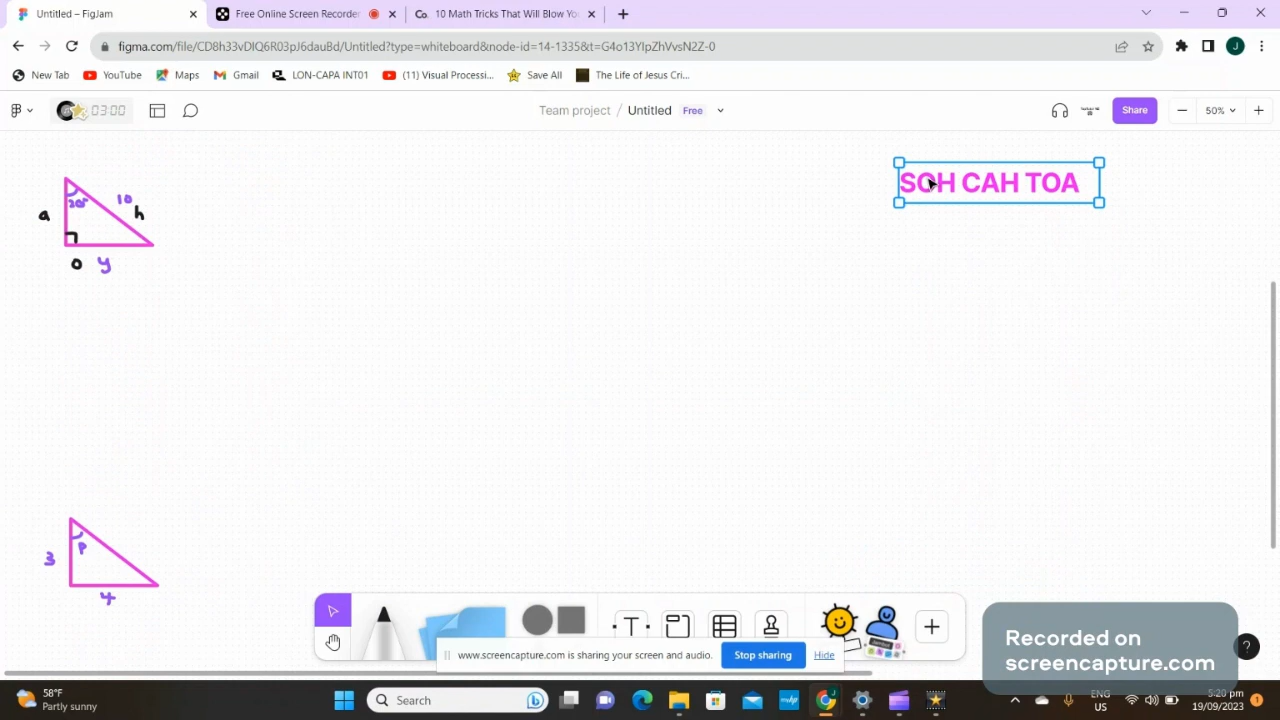 Untitled – FigJam
Free Online Screen Recorder
10 Math Tricks That Will Blow Yo
figma.com/file/CD8h33vDIQ6R03pJ6dauBd/Untitled?type=whiteboard&node-id=14-1335&t=G4o13YIpZhVvsN2Z-0
New Tab
YouTube
Maps
Gmail
LON-CAPA INT01
(11) Visual Processi...
Save All
The Life of Jesus Cri...
03:00
Team project / Untitled Free
Share
50%
SOH CAH TOA
10
a
h
o y
3
P
4
T
www.screencapture.com is sharing your screen and audio.
Stop sharing
Hide
Recorded on
screencapture.com
58°F
Partly sunny
Search
ENG
US
5:20 pm
19/09/2023